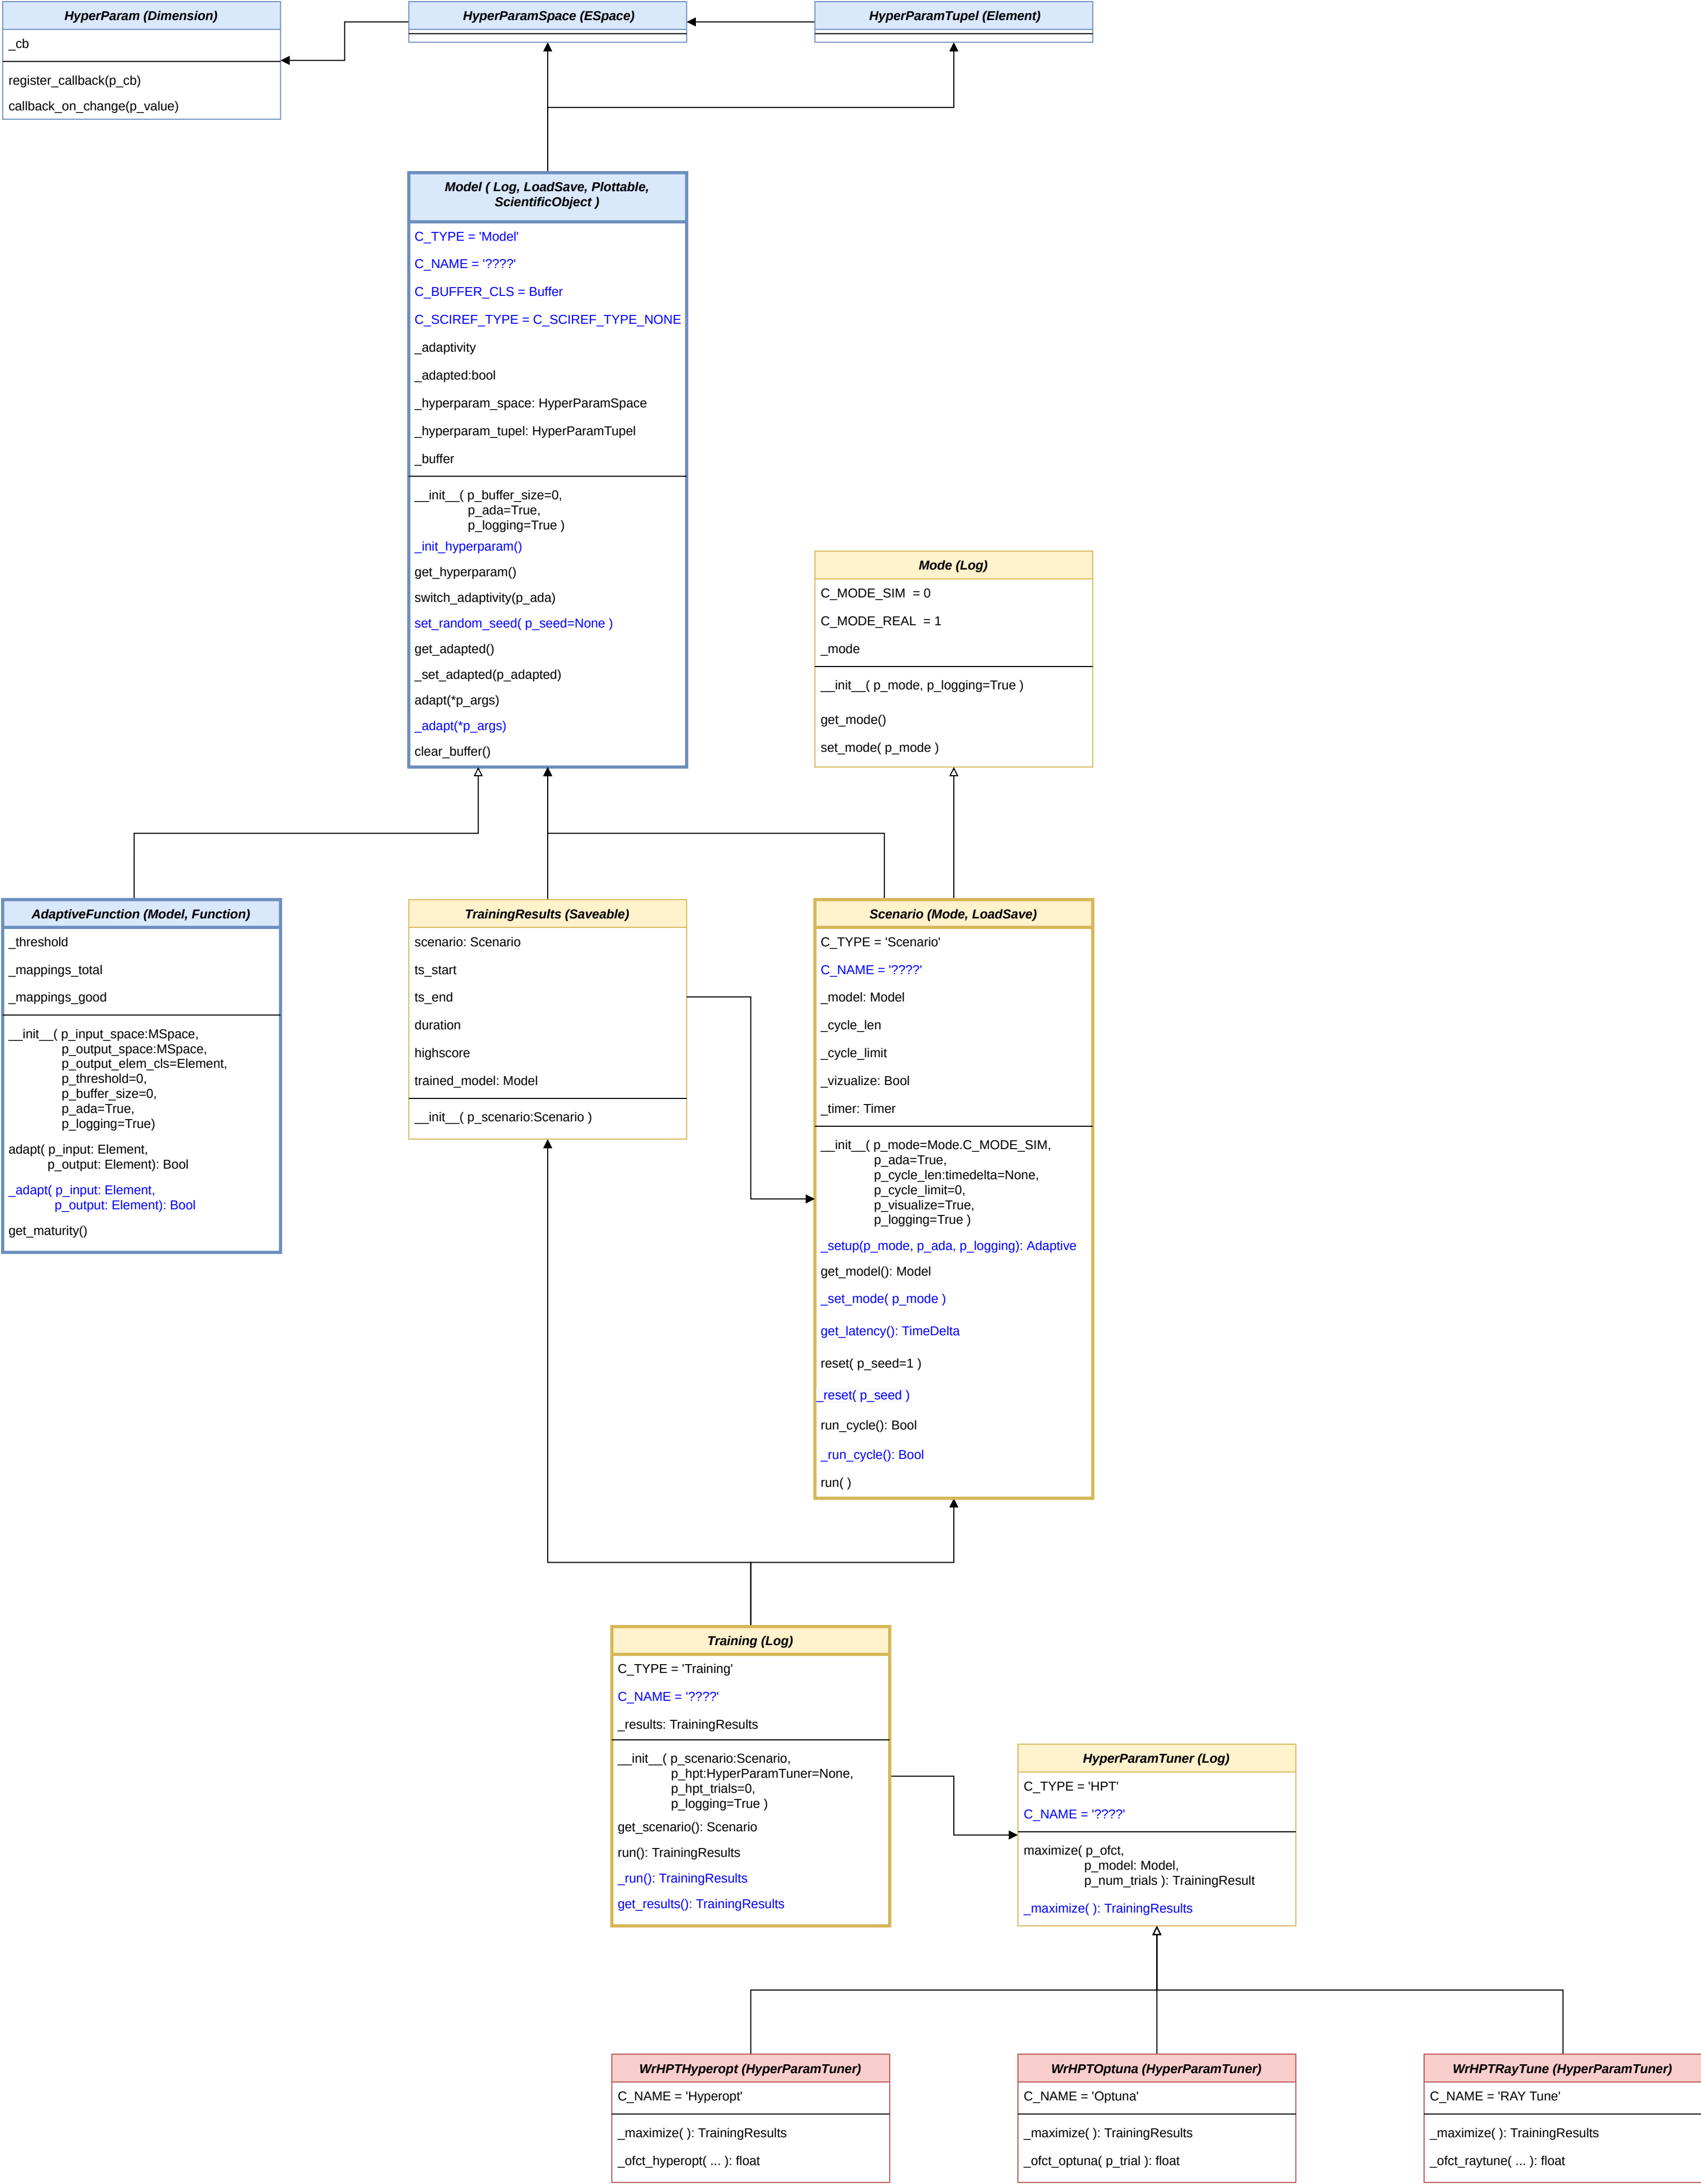 HyperParam (Dimension)
_cb
register_callback(p_cb)
callback_on_change(p_value)
HyperParamSpace (ESpace)
HyperParamTupel (Element)
Model ( Log, LoadSave, Plottable,
ScientificObject )
C_TYPE = 'Model'
C_NAME = '????'
C_BUFFER_CLS = Buffer
C_SCIREF_TYPE = C_SCIREF_TYPE_NONE
_adaptivity
_adapted:bool
_hyperparam_space: HyperParamSpace
_hyperparam_tupel: HyperParamTupel
_buffer
__init__( p_buffer_size=0,
p_ada=True,
p_logging=True )
_init_hyperparam()
get_hyperparam()
switch_adaptivity(p_ada)
set_random_seed( p_seed=None )
get_adapted()
_set_adapted(p_adapted)
adapt(*p_args)
_adapt(*p_args)
clear_buffer()
Mode (Log)
C_MODE_SIM  = 0
C_MODE_REAL  = 1
_mode
__init__( p_mode, p_logging=True )
get_mode()
set_mode( p_mode )
AdaptiveFunction (Model, Function)
_threshold
_mappings_total
_mappings_good
__init__( p_input_space:MSpace,
p_output_space:MSpace,
p_output_elem_cls=Element,
p_threshold=0,
p_buffer_size=0,
p_ada=True,
p_logging=True)
adapt( p_input: Element,
p_output: Element): Bool
_adapt( p_input: Element,
p_output: Element): Bool
get_maturity()
TrainingResults (Saveable)
scenario: Scenario
ts_start
ts_end
duration
highscore
trained_model: Model
__init__( p_scenario:Scenario )
Scenario (Mode, LoadSave)
C_TYPE = 'Scenario'
C_NAME = '????'
_model: Model
_cycle_len
_cycle_limit
_vizualize: Bool
_timer: Timer
__init__( p_mode=Mode.C_MODE_SIM,
p_ada=True,
p_cycle_len:timedelta=None,
p_cycle_limit=0,
p_visualize=True,
p_logging=True )
_setup(p_mode, p_ada, p_logging): Adaptive
get_model(): Model
_set_mode( p_mode )
get_latency(): TimeDelta
reset( p_seed=1 )
_reset( p_seed )
run_cycle(): Bool
_run_cycle(): Bool
run( )
Training (Log)
C_TYPE = 'Training'
C_NAME = '????'
_results: TrainingResults
__init__( p_scenario:Scenario,
p_hpt:HyperParamTuner=None,
p_hpt_trials=0,
p_logging=True )
get_scenario(): Scenario
run(): TrainingResults
_run(): TrainingResults
get_results(): TrainingResults
HyperParamTuner (Log)
C_TYPE = 'HPT'
C_NAME = '????'
maximize( p_ofct,
p_model: Model,
p_num_trials ): TrainingResult
_maximize( ): TrainingResults
WrHPTHyperopt (HyperParamTuner)
C_NAME = 'Hyperopt'
_maximize( ): TrainingResults
_ofct_hyperopt( ... ): float
WrHPTOptuna (HyperParamTuner)
C_NAME = 'Optuna'
_maximize( ): TrainingResults
_ofct_optuna( p_trial ): float
WrHPTRayTune (HyperParamTuner)
C_NAME = 'RAY Tune'
_maximize( ): TrainingResults
_ofct_raytune( ... ): float